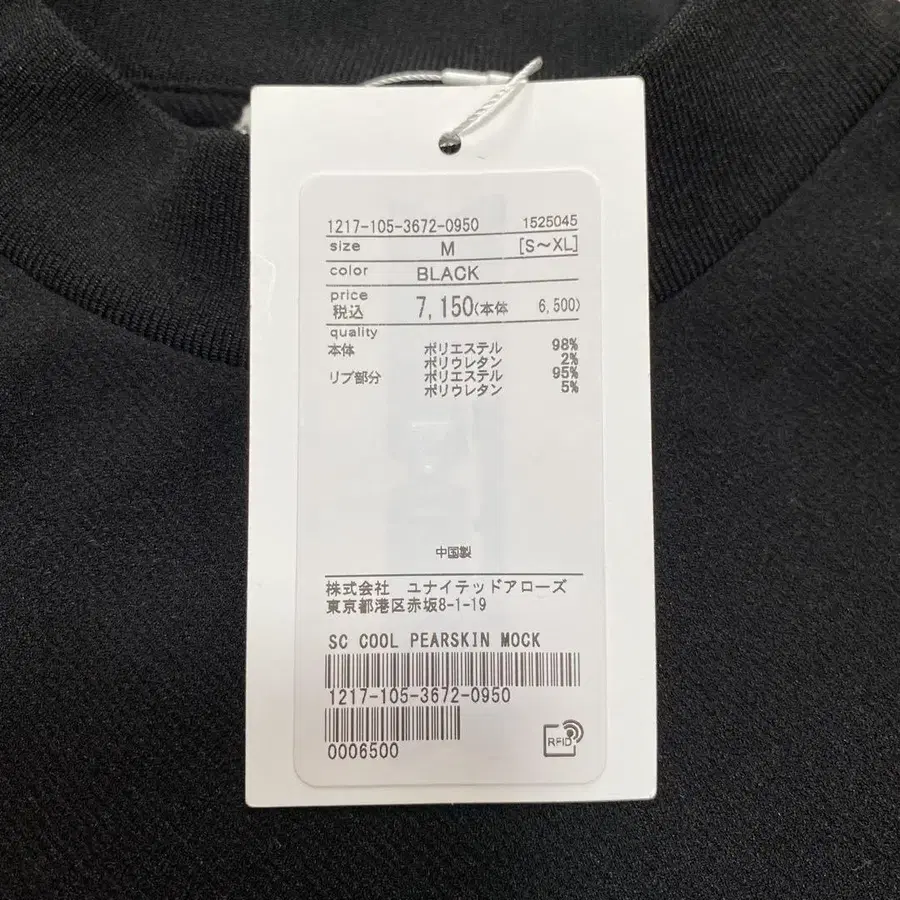 1217-105-3672-0950 1525045
size M [S〜XL]
color BLACK
price
税込 7,150(本体 6,500)
quality
本体 ポリエステル 98%
ポリウレタン 2%
リブ部分 ポリエステル 95%
ポリウレタン 5%
中国製
株式会社 ユナイテッドアローズ
東京都港区赤坂8-1-19
SC COOL PEARSKIN MOCK
1217-105-3672-0950
0006500
RFID